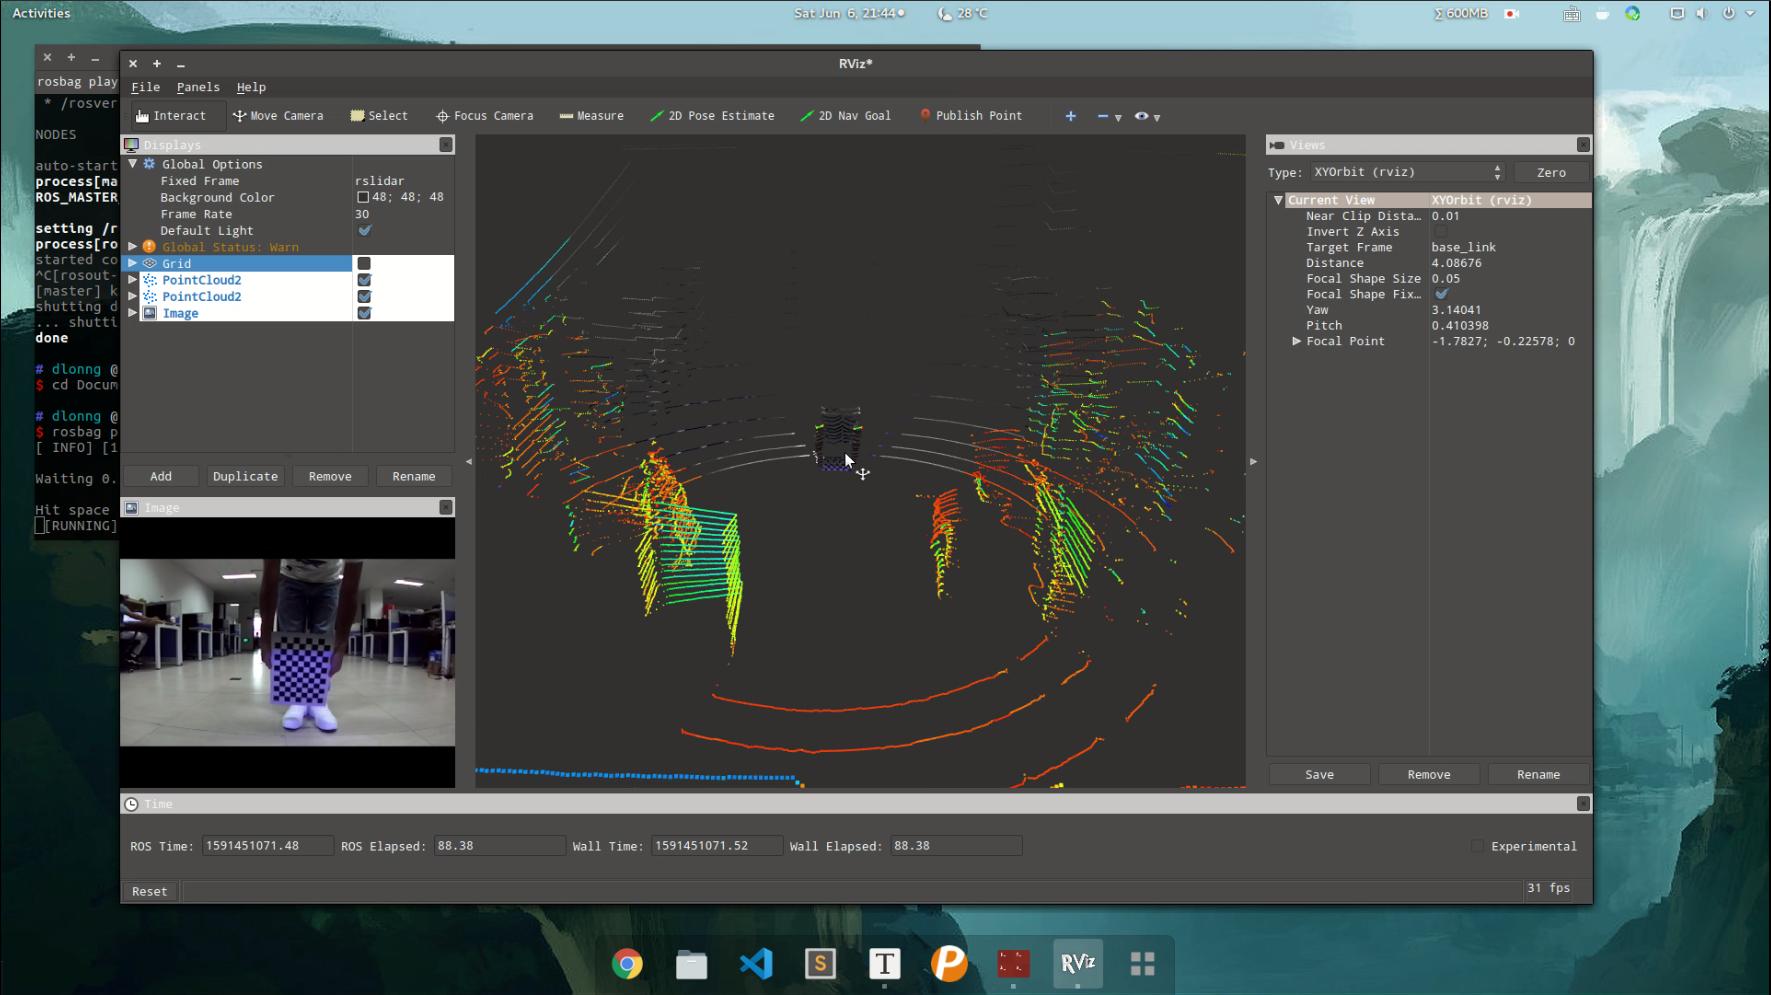 Activities
Sat Jun 6, 21:44
28 °C
Σ 600MB
rosbag play
* /rosver
NODES
auto-start
process[ma
ROS_MASTER
setting /r
process[ro
started co
^C[rosout-
[master] k
shutting d
... shutti
done
# dlonng @
$ cd Docum
# dlonng @
$ rosbag p
[ INFO] [1
Waiting 0.
Hit space
[RUNNING]
RViz*
File Panels Help
Interact Move Camera Select Focus Camera Measure 2D Pose Estimate 2D Nav Goal Publish Point
Displays
Global Options
Fixed Frame rslidar
Background Color 48; 48; 48
Frame Rate 30
Default Light
Global Status: Warn
Grid
PointCloud2
PointCloud2
Image
Add Duplicate Remove Rename
Image
Views
Type: XYOrbit (rviz) Zero
Current View XYOrbit (rviz)
Near Clip Dista... 0.01
Invert Z Axis
Target Frame base_link
Distance 4.08676
Focal Shape Size 0.05
Focal Shape Fix...
Yaw 3.14041
Pitch 0.410398
Focal Point -1.7827; -0.22578; 0
Save Remove Rename
Time
ROS Time: 1591451071.48 ROS Elapsed: 88.38 Wall Time: 1591451071.52 Wall Elapsed: 88.38 Experimental
Reset
31 fps
S T P RViz